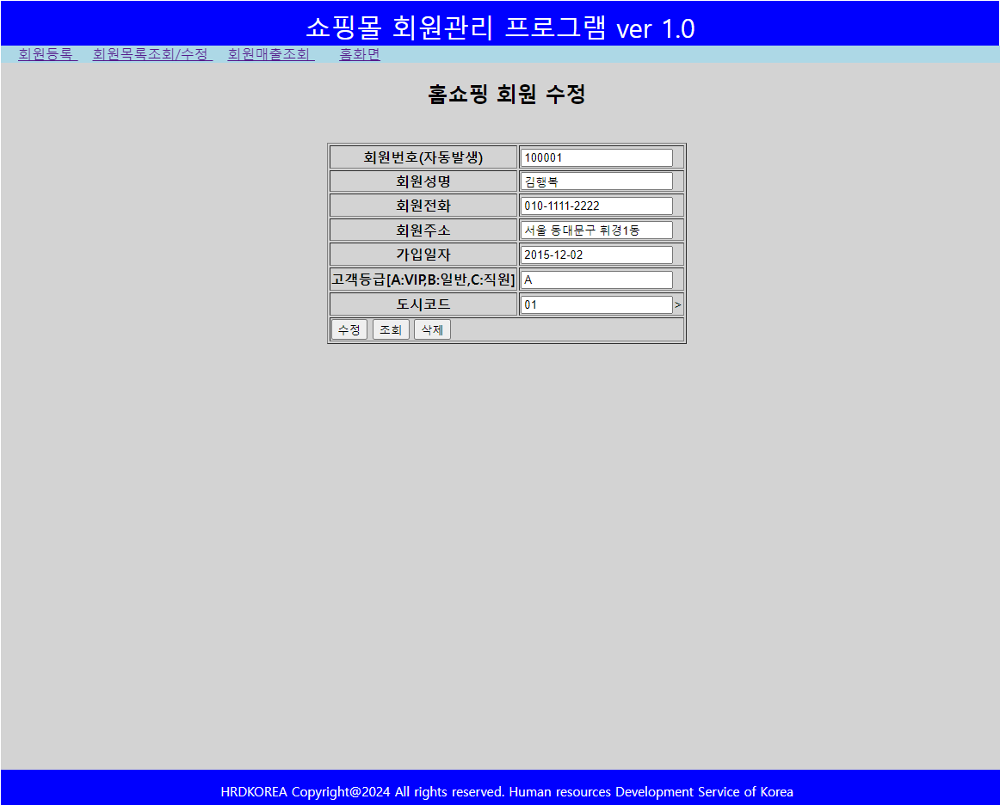 쇼핑몰 회원관리 프로그램 ver 1.0
회원등록 회원목록조회/수정 회원매출조회 홈화면
홈쇼핑 회원 수정
회원번호(자동발생) 100001
회원성명 김행복
회원전화 010-1111-2222
회원주소 서울 동대문구 휘경1동
가입일자 2015-12-02
고객등급[A:VIP,B:일반,C:직원] A
도시코드 01 >
수정 조회 삭제
HRDKOREA Copyright@2024 All rights reserved. Human resources Development Service of Korea